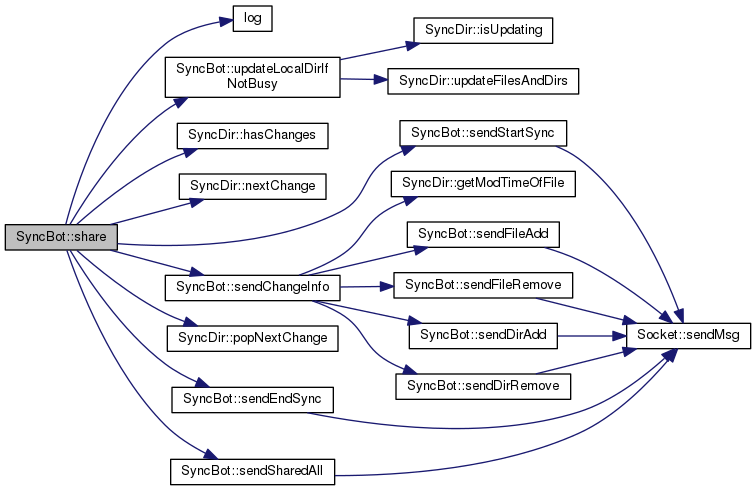 log
SyncDir::isUpdating
SyncBot::updateLocalDirIf
NotBusy
SyncDir::updateFilesAndDirs
SyncDir::hasChanges
SyncBot::sendStartSync
SyncDir::nextChange
SyncDir::getModTimeOfFile
SyncBot::share
SyncBot::sendFileAdd
SyncBot::sendChangeInfo
SyncBot::sendFileRemove
SyncDir::popNextChange
SyncBot::sendDirAdd
Socket::sendMsg
SyncBot::sendDirRemove
SyncBot::sendEndSync
SyncBot::sendSharedAll